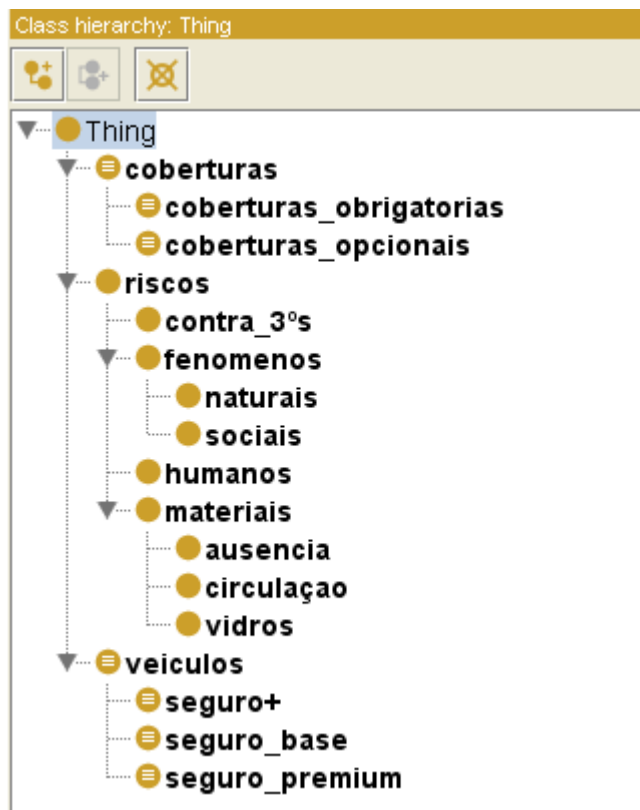 Class hierarchy: Thing
Thing
coberturas
coberturas_obrigatorias
coberturas_opcionais
riscos
contra_3ºs
fenomenos
naturais
sociais
humanos
materiais
ausencia
circulaçao
vidros
veiculos
seguro+
seguro_base
seguro_premium